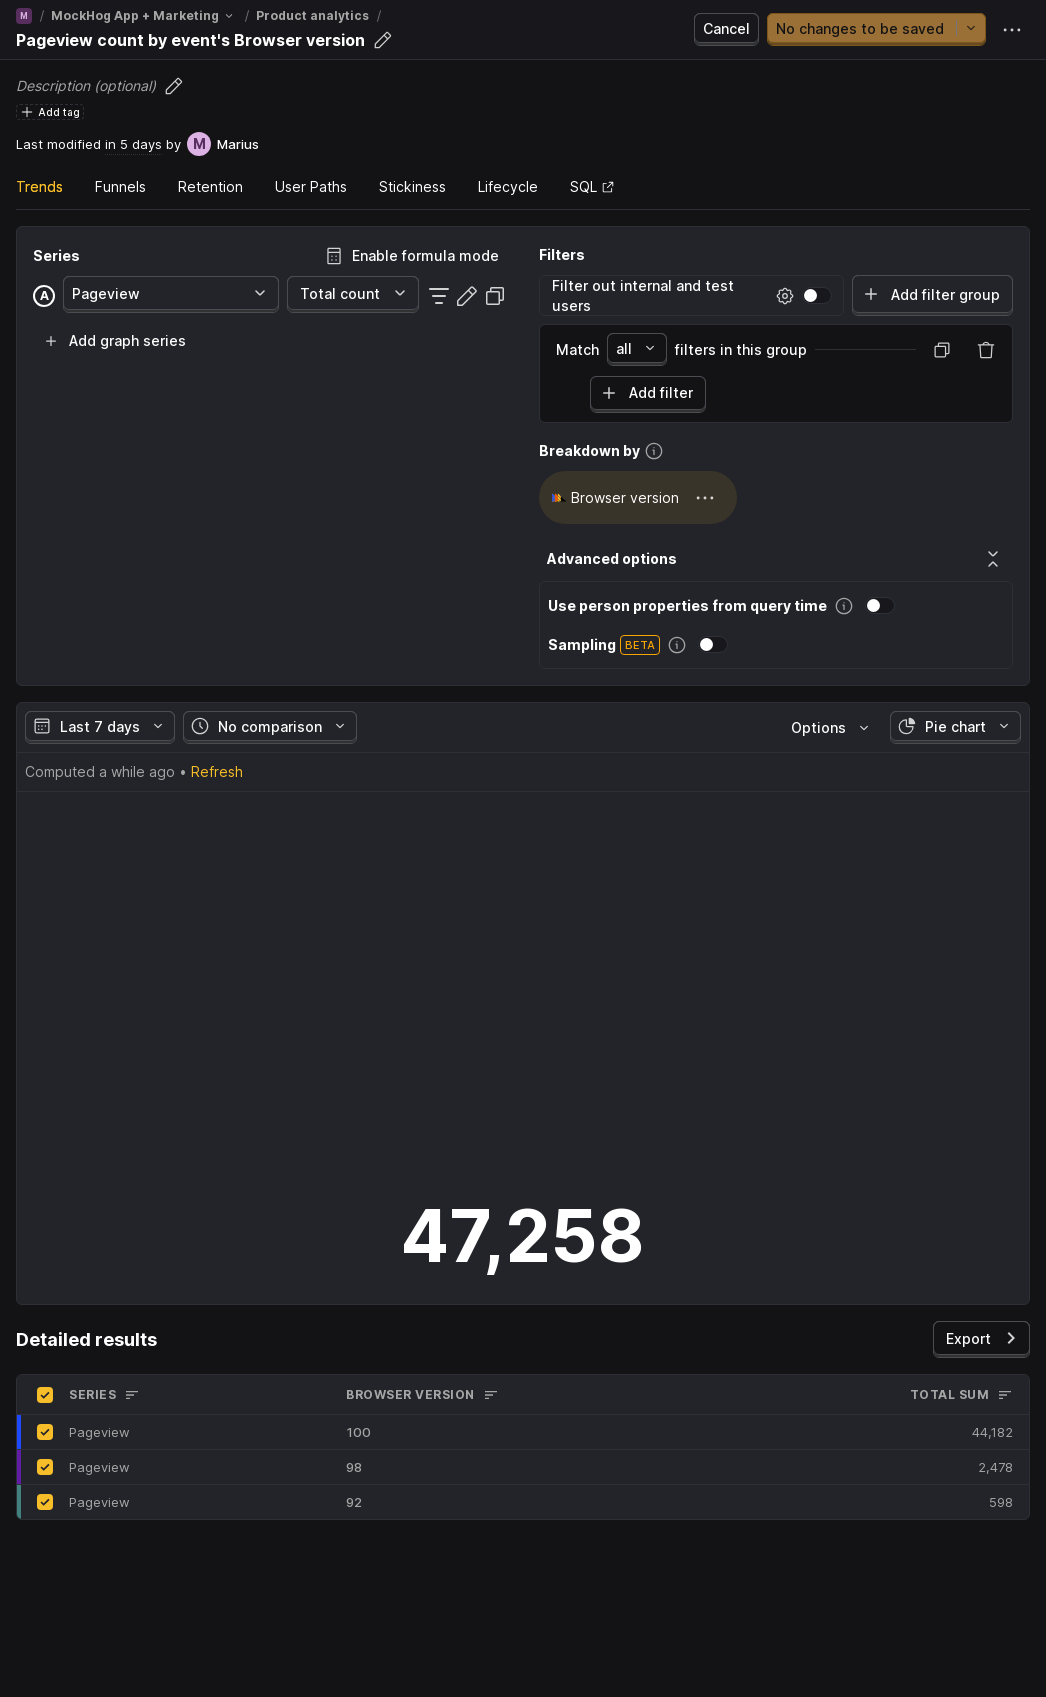 M / MockHog App + Marketing / Product analytics /
Pageview count by event's Browser version
Cancel
No changes to be saved
Description (optional)
Add tag
Last modified in 5 days by M Marius
Trends Funnels Retention User Paths Stickiness Lifecycle SQL
Series
Enable formula mode
A Pageview Total count
Add graph series
Filters
Filter out internal and test users
Add filter group
Match all filters in this group
Add filter
Breakdown by
Browser version
Advanced options
Use person properties from query time
Sampling BETA
Last 7 days No comparison Options Pie chart
Computed a while ago • Refresh
47,258
Detailed results
Export
SERIES BROWSER VERSION TOTAL SUM
Pageview 100 44,182
Pageview 98 2,478
Pageview 92 598